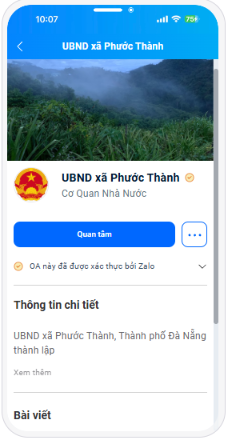 10:07
75
UBND xã Phước Thành
UBND xã Phước Thành
Cơ Quan Nhà Nước
Quan tâm
OA này đã được xác thực bởi Zalo
Thông tin chi tiết
UBND xã Phước Thành, Thành phố Đà Nẵng
thành lập
Xem thêm
Bài viết